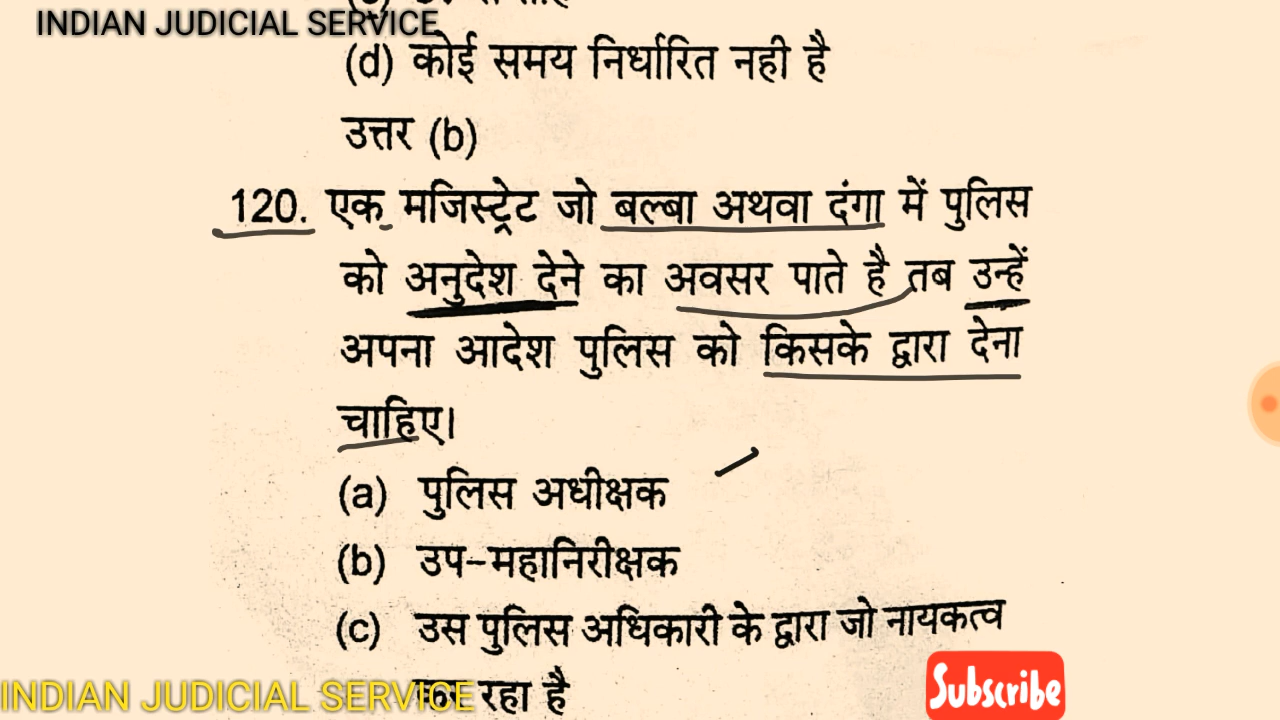 INDIAN JUDICIAL SERVICE
(d) कोई समय निर्धारित नही है
उत्तर (b)
120. एक मजिस्ट्रेट जो बल्बा अथवा दंगा में पुलिस
को अनुदेश देने का अवसर पाते है तब उन्हें
अपना आदेश पुलिस को किसके द्वारा देना
चाहिए।
(a) पुलिस अधीक्षक
(b) उप-महानिरीक्षक
(c) उस पुलिस अधिकारी के द्वारा जो नायकत्व
रहा है
INDIAN JUDICIAL SERVICE
Subscribe